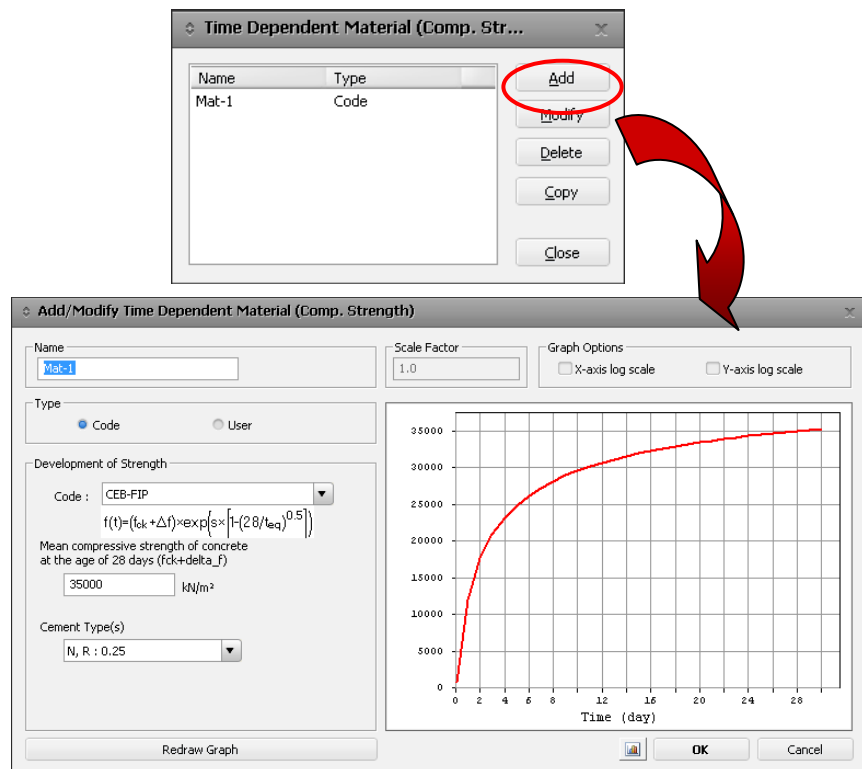 Time Dependent Material (Comp. Str...
Name Type
Mat-1 Code
Add
Modify
Delete
Copy
Close
Add/Modify Time Dependent Material (Comp. Strength)
Name
Mat-1
Scale Factor
1.0
Graph Options
X-axis log scale Y-axis log scale
Type
Code User
Development of Strength
Code : CEB-FIP
f(t)=(fck+Δf)×exp(s×[1-(28/teq)^0.5])
Mean compressive strength of concrete
at the age of 28 days (fck+delta_f)
35000 kN/m²
Cement Type(s)
N, R : 0.25
Redraw Graph
35000
30000
25000
20000
15000
10000
5000
0
0 2 4 6 8 12 16 20 24 28
Time (day)
OK Cancel